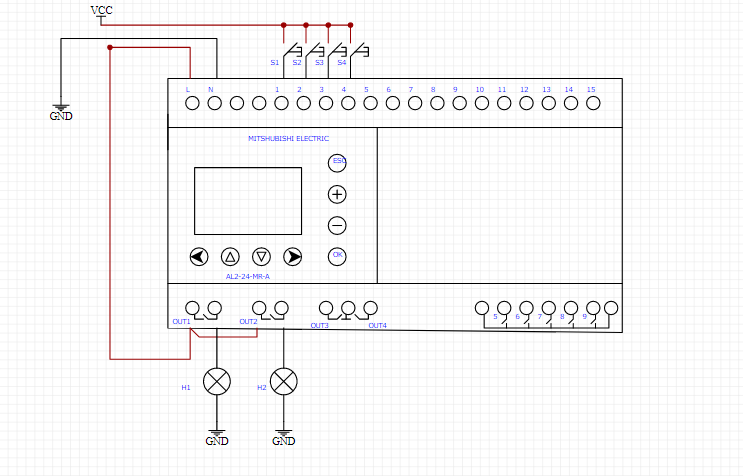 VCC
S1 S2 S3 S4
L N 1 2 3 4 5 6 7 8 9 10 11 12 13 14 15
GND
MITSHUBISHI ELECTRIC
ESC
OK
AL2-24-MR-A
OUT1 OUT2 OUT3 OUT4 5 6 7 8 9
H1 H2
GND GND